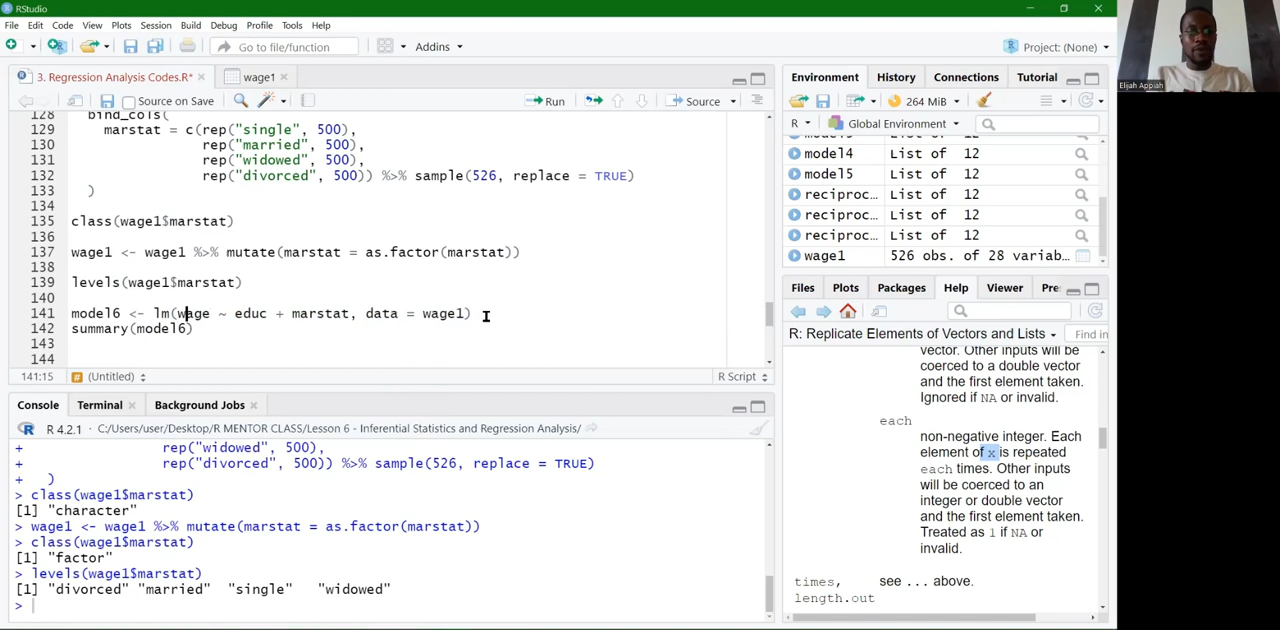 RStudio
File Edit Code View Plots Session Build Debug Profile Tools Help
Go to file/function Addins Project: (None)
3. Regression Analysis Codes.R* wage1
Source on Save Run Source
128 bind_cols(
129 marstat = c(rep("single", 500),
130 rep("married", 500),
131 rep("widowed", 500),
132 rep("divorced", 500)) %>% sample(526, replace = TRUE)
133 )
134
135 class(wage1$marstat)
136
137 wage1 <- wage1 %>% mutate(marstat = as.factor(marstat))
138
139 levels(wage1$marstat)
140
141 model6 <- lm(wage ~ educ + marstat, data = wage1)
142 summary(model6)
143
144
141:15 (Untitled) R Script
Console Terminal Background Jobs
R 4.2.1 · C:/Users/user/Desktop/R MENTOR CLASS/Lesson 6 - Inferential Statistics and Regression Analysis/
+ rep("widowed", 500),
+ rep("divorced", 500)) %>% sample(526, replace = TRUE)
+ )
> class(wage1$marstat)
[1] "character"
> wage1 <- wage1 %>% mutate(marstat = as.factor(marstat))
> class(wage1$marstat)
[1] "factor"
> levels(wage1$marstat)
[1] "divorced" "married" "single" "widowed"
>
Environment History Connections Tutorial
264 MiB
R Global Environment
model4 List of 12
model5 List of 12
reciproc… List of 12
reciproc… List of 12
reciproc… List of 12
wage1 526 obs. of 28 variab…
Files Plots Packages Help Viewer Pre
R: Replicate Elements of Vectors and Lists Find in
vector. Other inputs will be
coerced to a double vector
and the first element taken.
Ignored if NA or invalid.
each
non-negative integer. Each
element of x is repeated
each times. Other inputs
will be coerced to an
integer or double vector
and the first element taken.
Treated as 1 if NA or
invalid.
times, see ... above.
length.out
Elijah Appiah